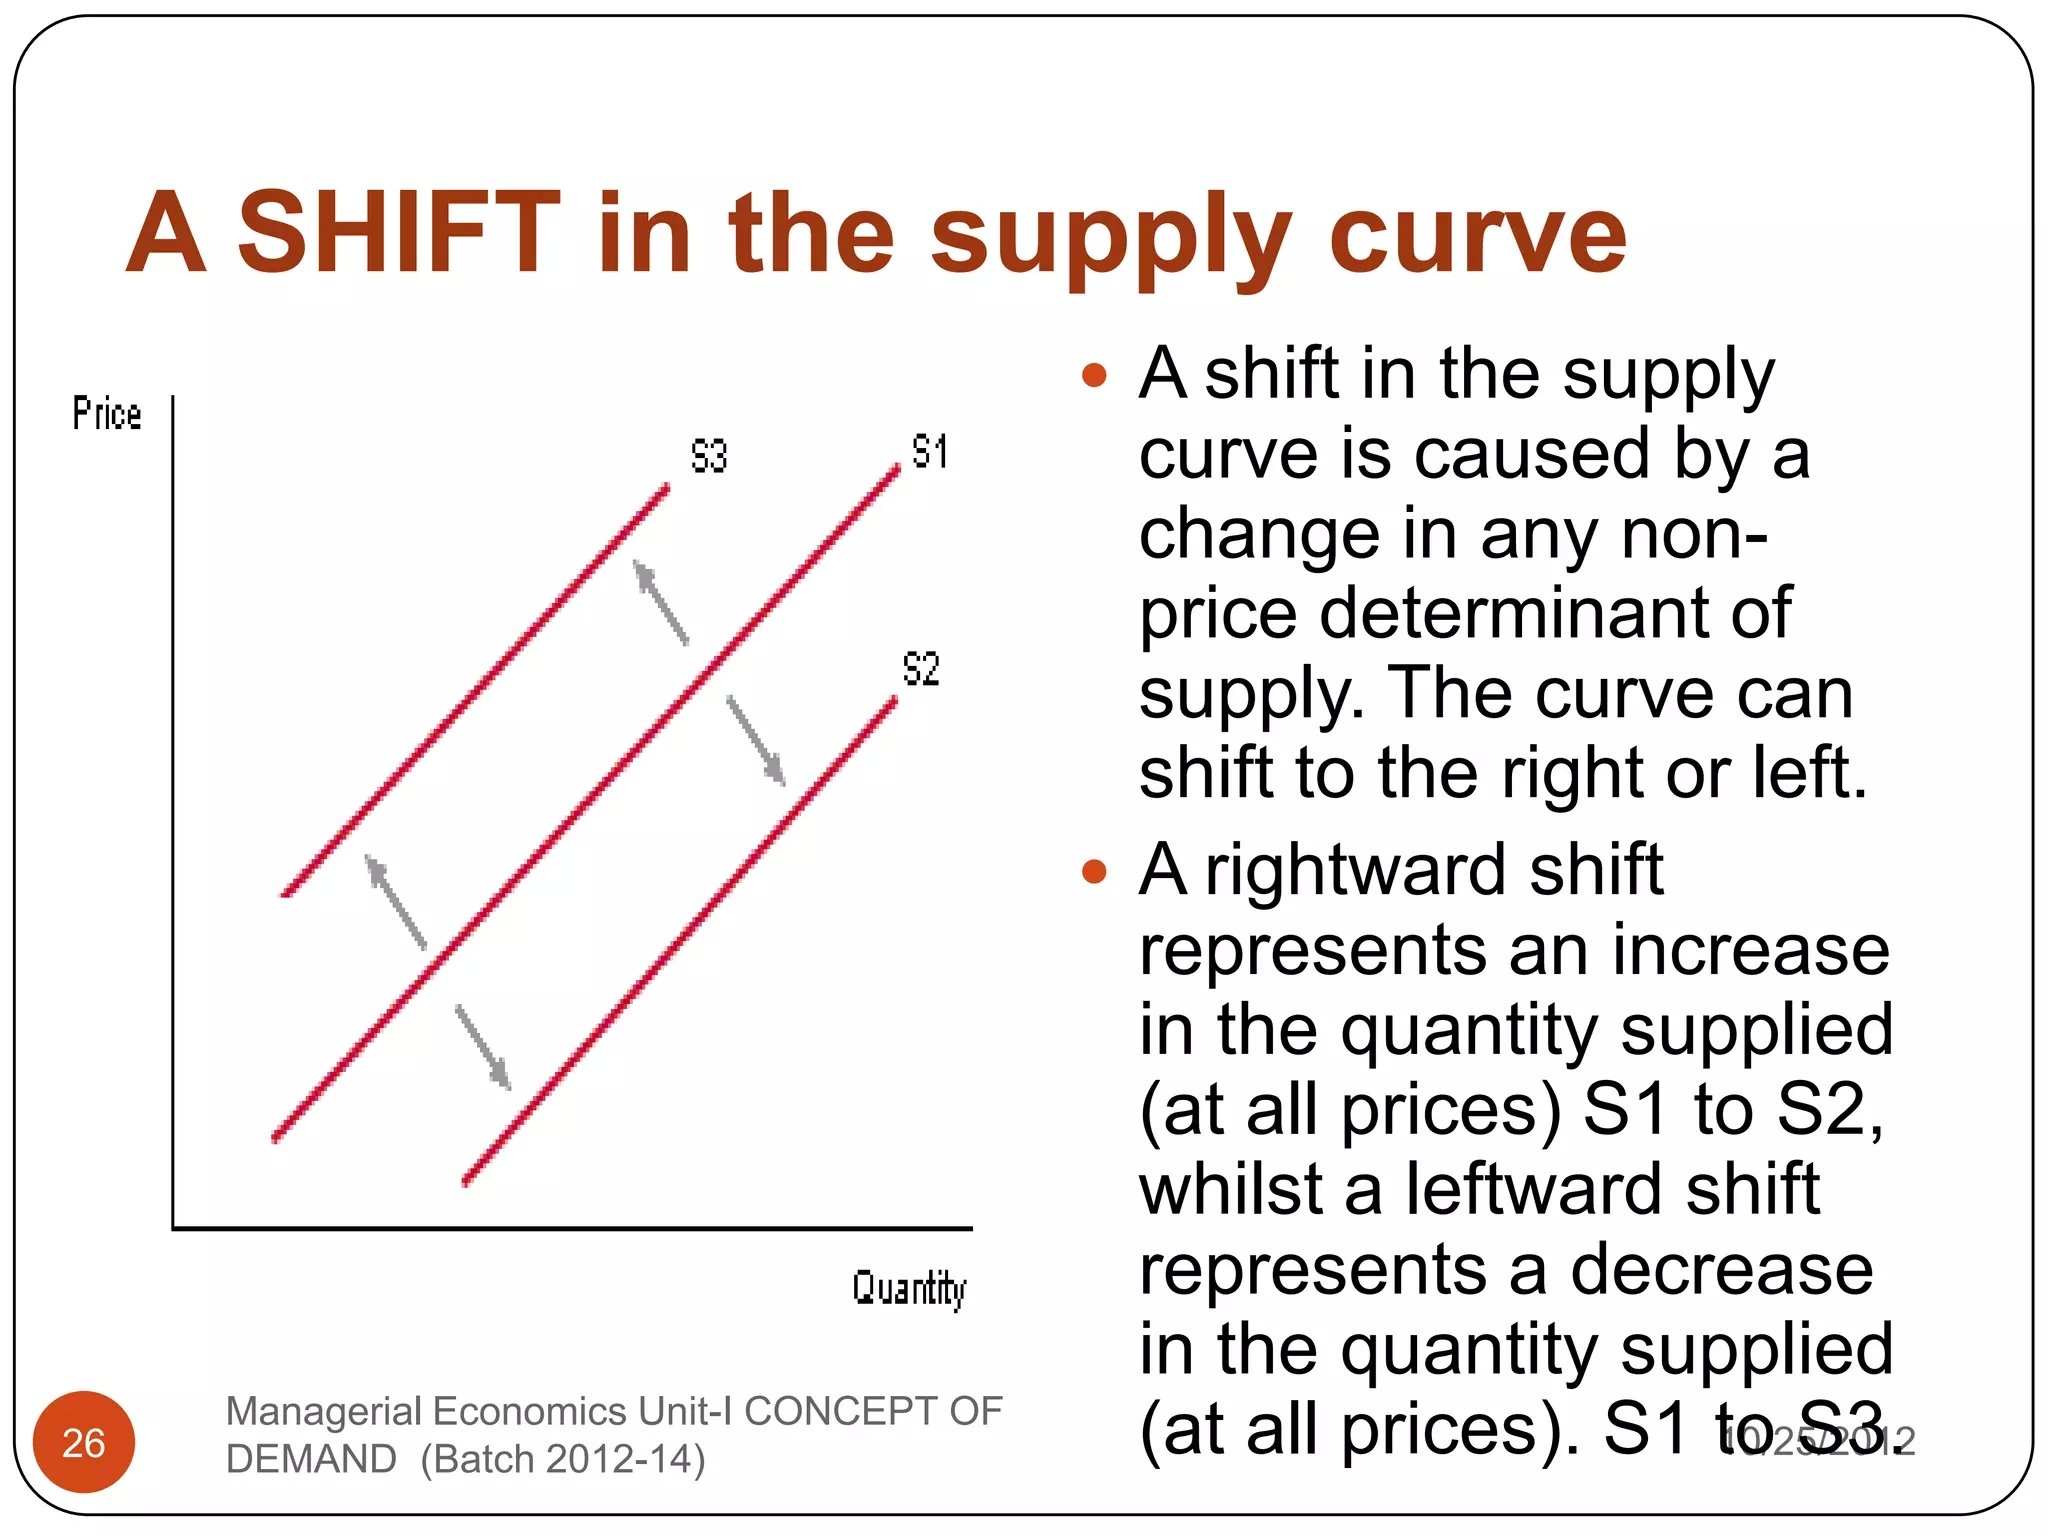 A SHIFT in the supply curve
Price
S3
S1
S2
Quantity
• A shift in the supply
curve is caused by a
change in any non-
price determinant of
supply. The curve can
shift to the right or left.
• A rightward shift
represents an increase
in the quantity supplied
(at all prices) S1 to S2,
whilst a leftward shift
represents a decrease
in the quantity supplied
(at all prices). S1 to S3.
26
Managerial Economics Unit-I CONCEPT OF
DEMAND  (Batch 2012-14)
10/25/2012